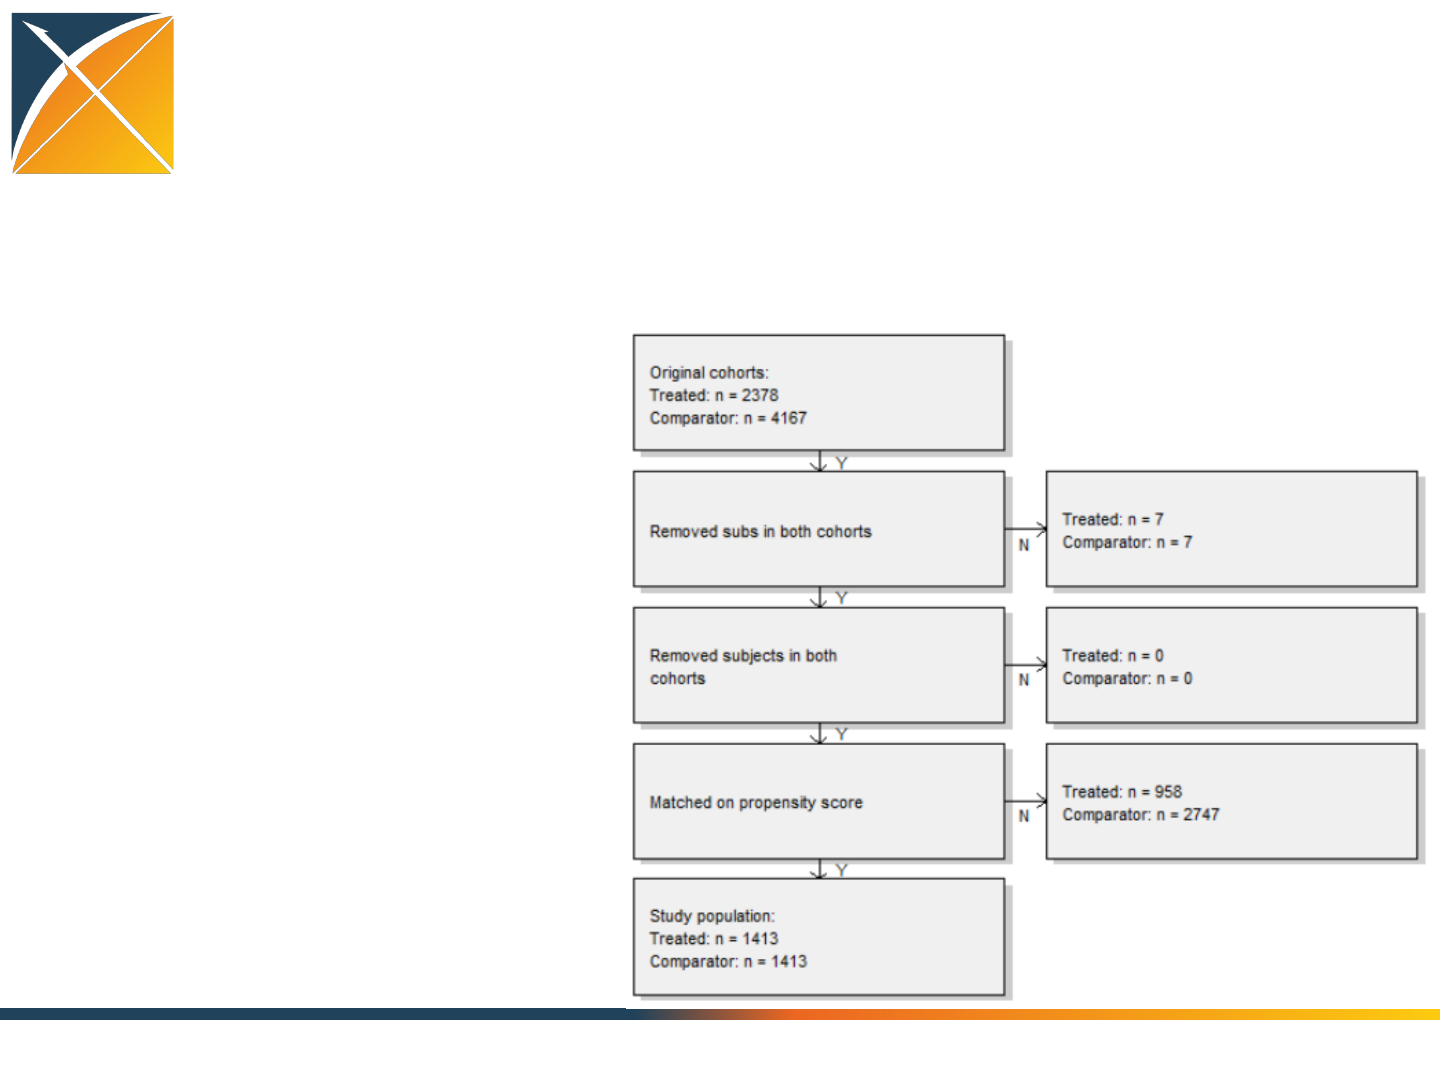 Original cohorts:
Treated: n = 2378
Comparator: n = 4167
Y
Removed subs in both cohorts
N
Treated: n = 7
Comparator: n = 7
Y
Removed subjects in both
cohorts
N
Treated: n = 0
Comparator: n = 0
Y
Matched on propensity score
N
Treated: n = 958
Comparator: n = 2747
Y
Study population:
Treated: n = 1413
Comparator: n = 1413